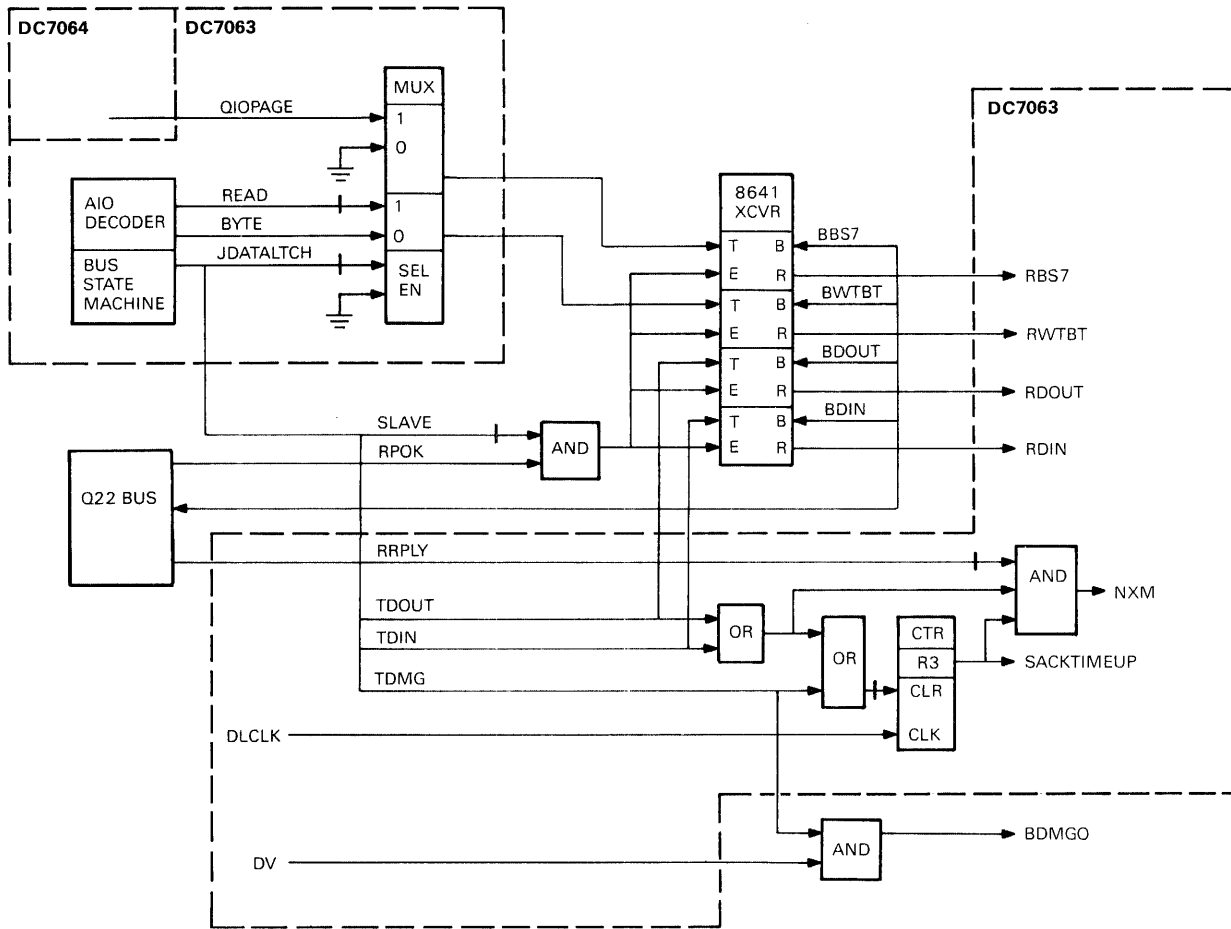 DC7064
DC7063
MUX
QIOPAGE
1
0
DC7063
AIO
DECODER
READ
1
BYTE
0
BUS
STATE
MACHINE
JDATALTCH
SEL
EN
8641
XCVR
T B BBS7
E R RBS7
T B BWTBT
E R RWTBT
T B BDOUT
E R RDOUT
T B BDIN
E R RDIN
SLAVE
RPOK
AND
Q22 BUS
RRPLY
AND
NXM
TDOUT
TDIN
OR
TDMG
OR
CTR
R3
CLR
CLK
SACKTIMEUP
DLCLK
DV
AND
BDMGO